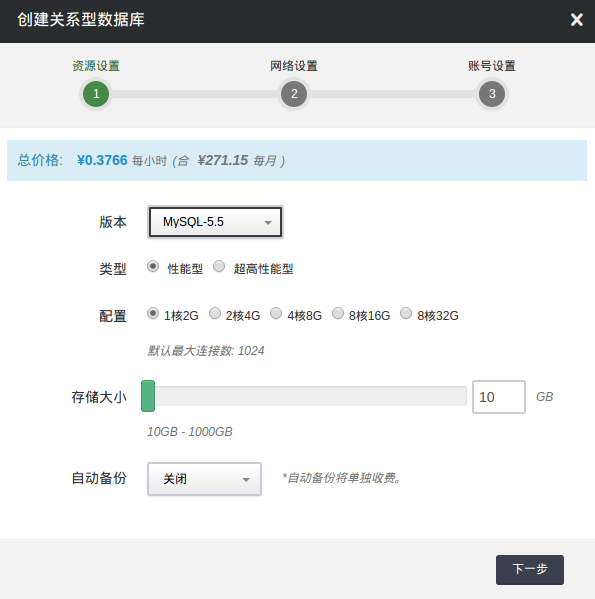 创建关系型数据库
资源设置 网络设置 账号设置
1 2 3
总价格: ¥0.3766 每小时 (合 ¥271.15 每月 )
版本 MySQL-5.5
类型 性能型 超高性能型
配置 1核2G 2核4G 4核8G 8核16G 8核32G
默认最大连接数: 1024
存储大小 10 GB
10GB - 1000GB
自动备份 关闭 *自动备份将单独收费。
下一步